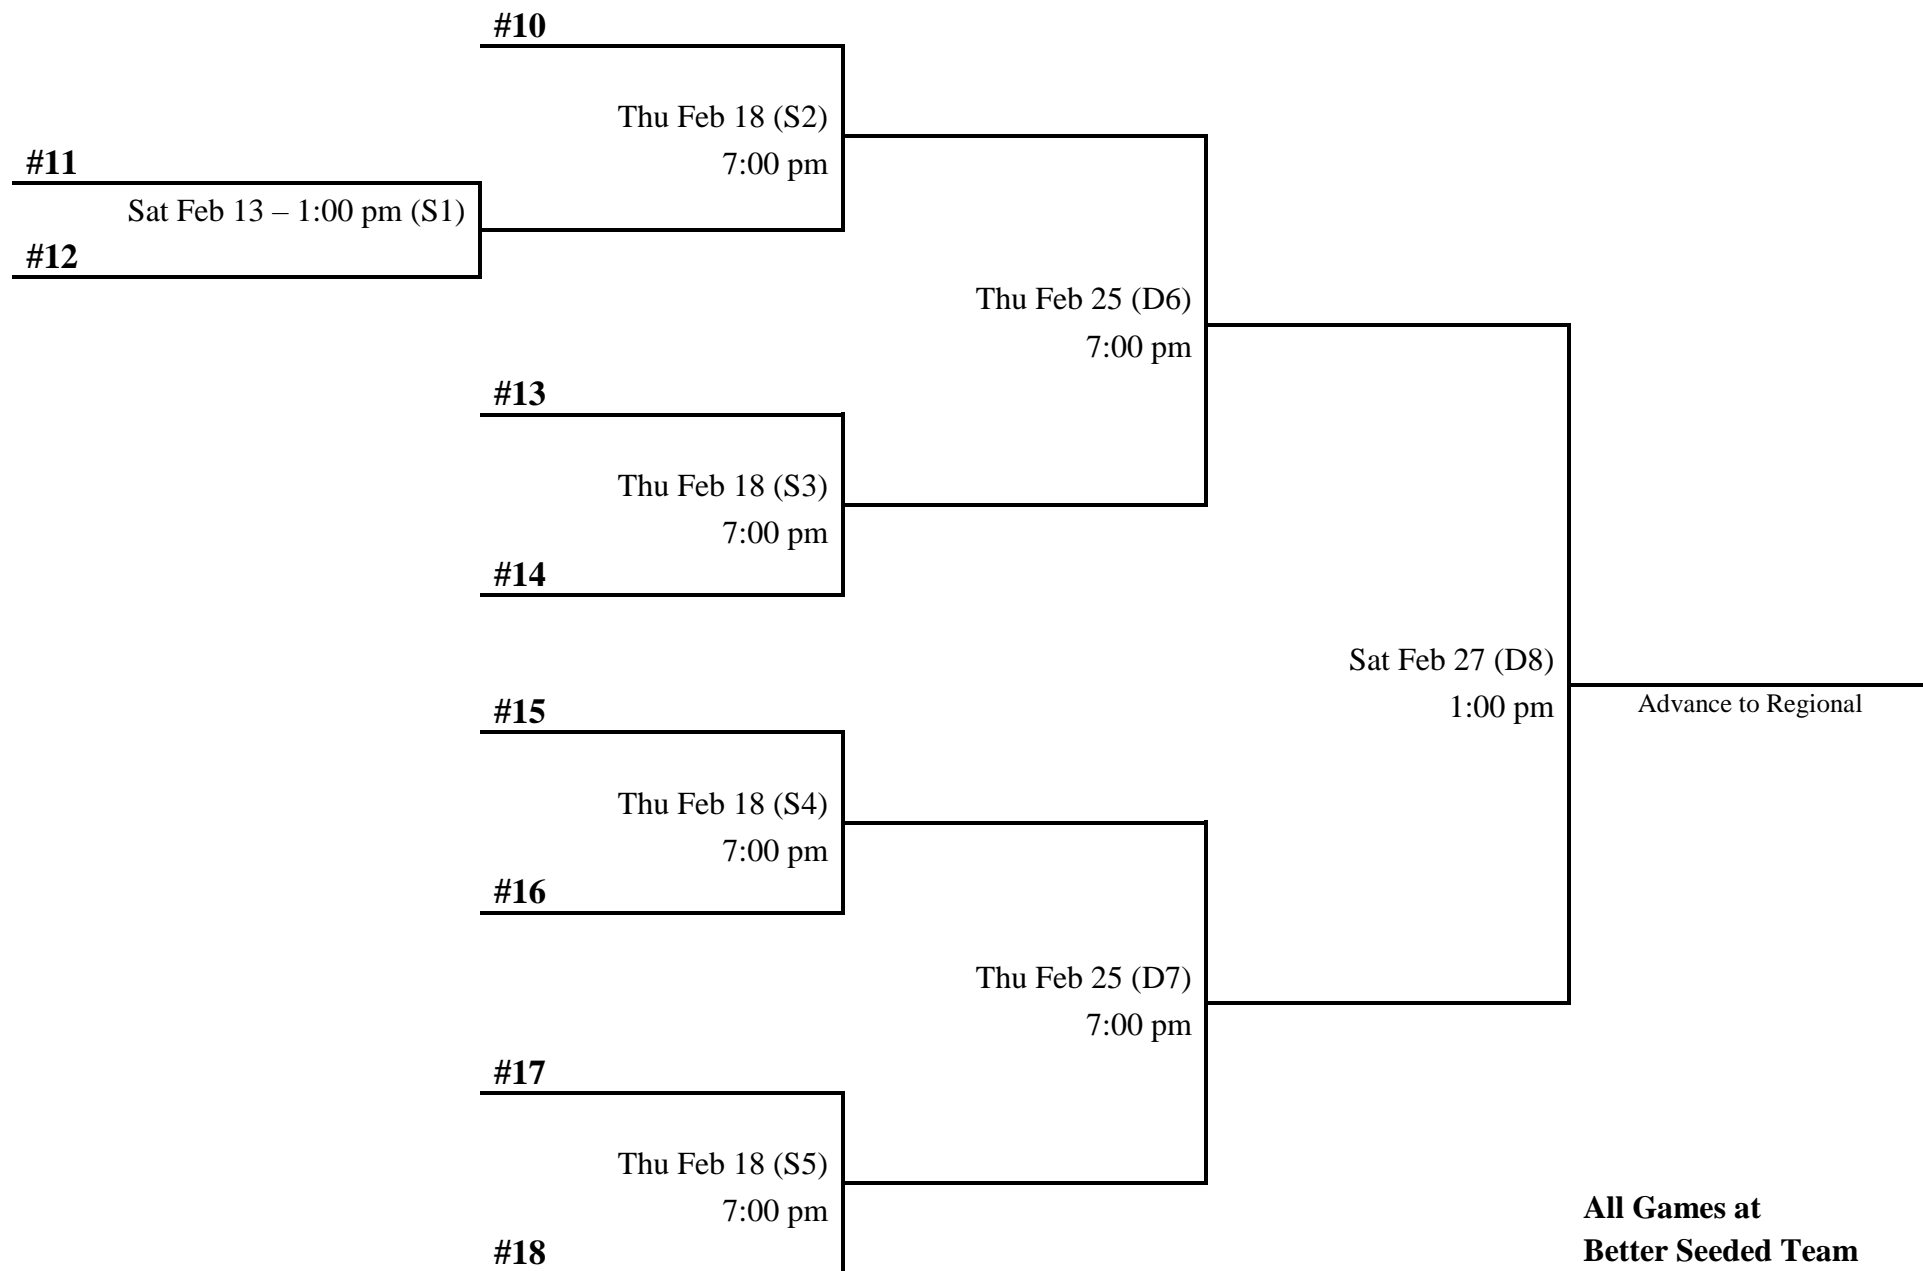 #10
Thu Feb 18 (S2)
7:00 pm
#11
Sat Feb 13 – 1:00 pm (S1)
#12
Thu Feb 25 (D6)
7:00 pm
#13
Thu Feb 18 (S3)
7:00 pm
#14
Sat Feb 27 (D8)
1:00 pm
Advance to Regional
#15
Thu Feb 18 (S4)
7:00 pm
#16
Thu Feb 25 (D7)
7:00 pm
#17
Thu Feb 18 (S5)
7:00 pm
#18
All Games at
Better Seeded Team